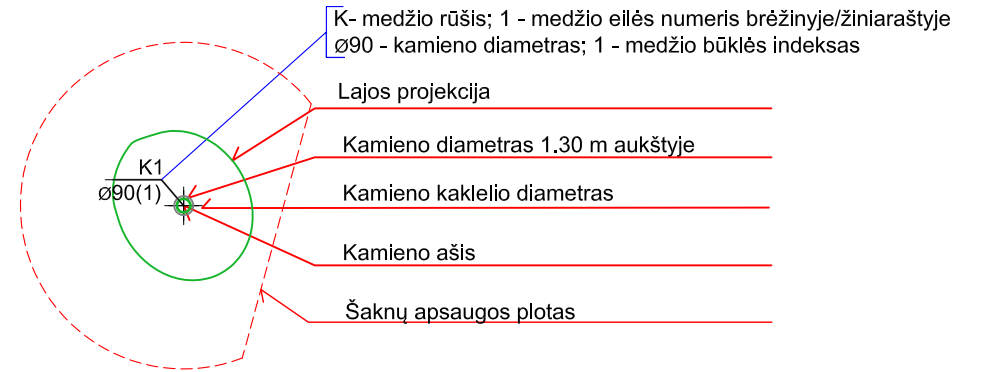 K- medžio rūšis; 1 - medžio eilės numeris brėžinyje/žiniaraštyje
Ø90 - kamieno diametras; 1 - medžio būklės indeksas
Lajos projekcija
Kamieno diametras 1.30 m aukštyje
K1
Ø90(1)
Kamieno kaklelio diametras
Kamieno ašis
Šaknų apsaugos plotas